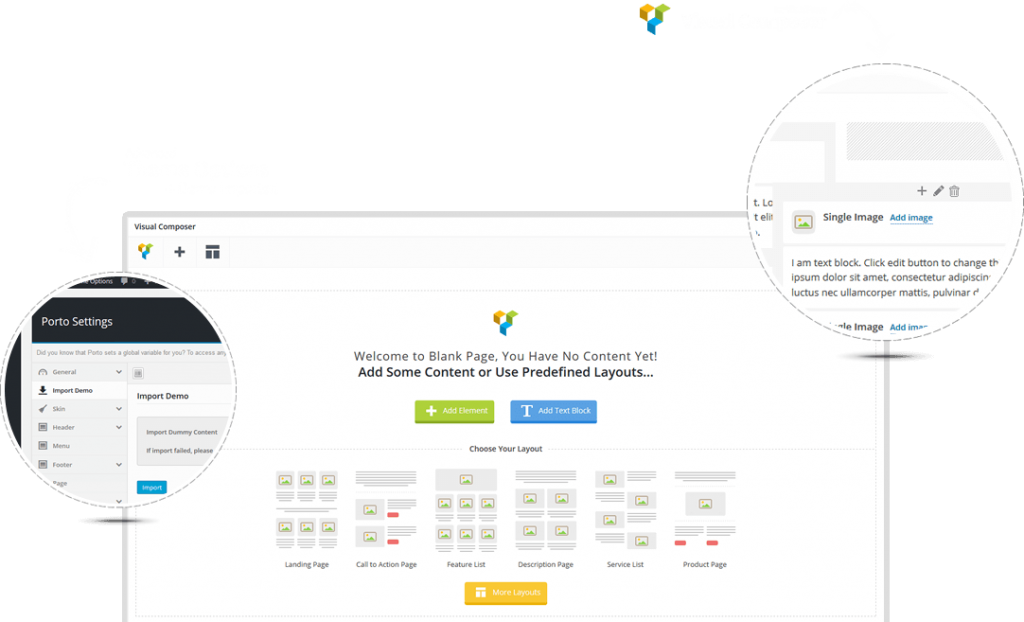 Visual Composer
Welcome to Blank Page, You Have No Content Yet!
Add Some Content or Use Predefined Layouts...
Add Element
Add Text Block
Choose Your Layout
Landing Page
Call to Action Page
Feature List
Description Page
Service List
Product Page
More Layouts
Options
Porto Settings
Did you know that Porto sets a global variable for you? To access any
General
Import Demo
Skin
Header
Menu
Footer
Page
Import Demo
Import Dummy Content
If import failed, please
Import
t. Lo
t elit
Single Image Add image
I am text block. Click edit button to change th
ipsum dolor sit amet, consectetur adipiscin
luctus nec ullamcorper mattis, pulvinar d
gle Image Add imag